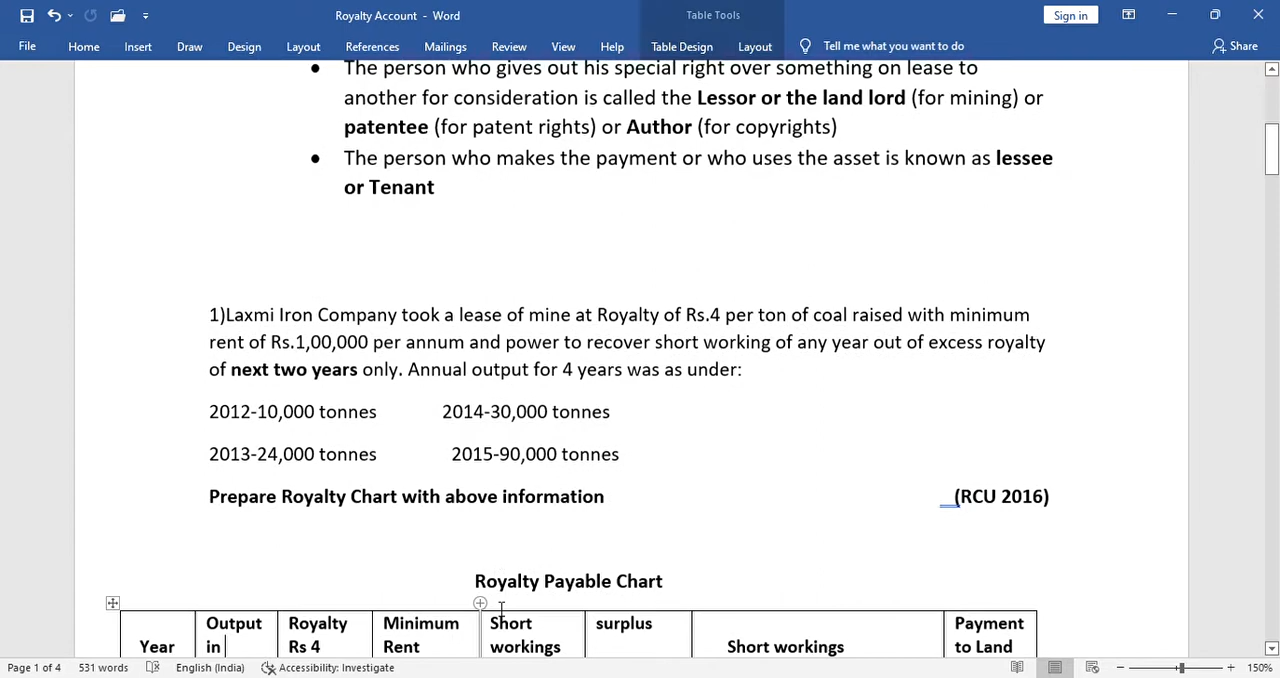 Royalty Account - Word
Table Tools
Sign in
File Home Insert Draw Design Layout References Mailings Review View Help Table Design Layout Tell me what you want to do Share
• The person who gives out his special right over something on lease to
another for consideration is called the Lessor or the land lord (for mining) or
patentee (for patent rights) or Author (for copyrights)
• The person who makes the payment or who uses the asset is known as lessee
or Tenant
1)Laxmi Iron Company took a lease of mine at Royalty of Rs.4 per ton of coal raised with minimum
rent of Rs.1,00,000 per annum and power to recover short working of any year out of excess royalty
of next two years only. Annual output for 4 years was as under:
2012-10,000 tonnes 2014-30,000 tonnes
2013-24,000 tonnes 2015-90,000 tonnes
Prepare Royalty Chart with above information (RCU 2016)
Royalty Payable Chart
Output Royalty Minimum Short surplus Payment
Year in Rs 4 Rent workings Short workings to Land
Page 1 of 4 531 words English (India) Accessibility: Investigate 150%